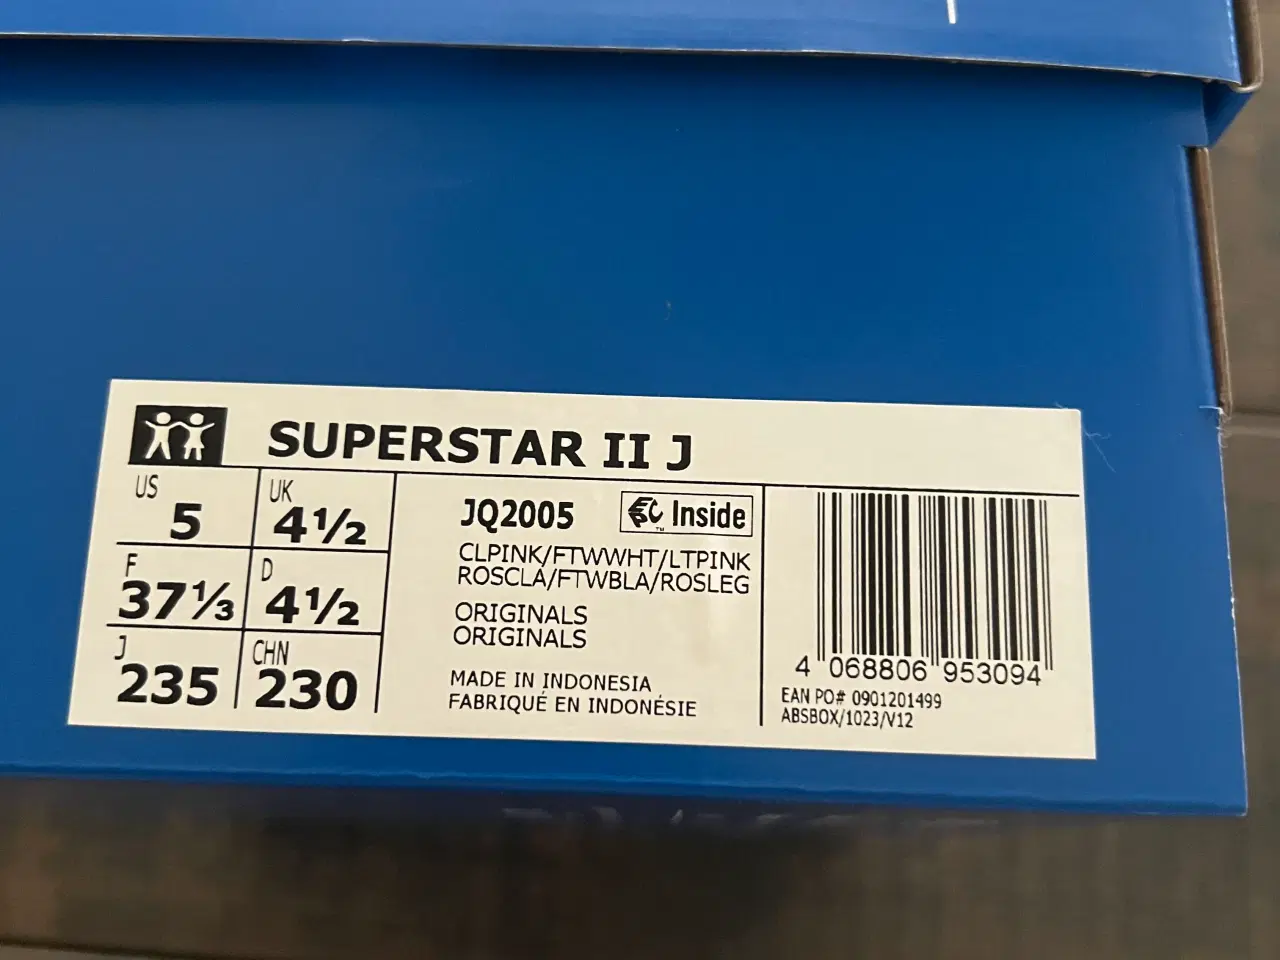 SUPERSTAR II J
US 5
UK 4½
F 37⅓
D 4½
J 235
CHN 230
JQ2005
Inside
CLPINK/FTWWHT/LTPINK
ROSCLA/FTWBLA/ROSLEG
ORIGINALS
ORIGINALS
MADE IN INDONESIA
FABRIQUÉ EN INDONÉSIE
4 068806 953094
EAN PO# 0901201499
ABSBOX/1023/V12